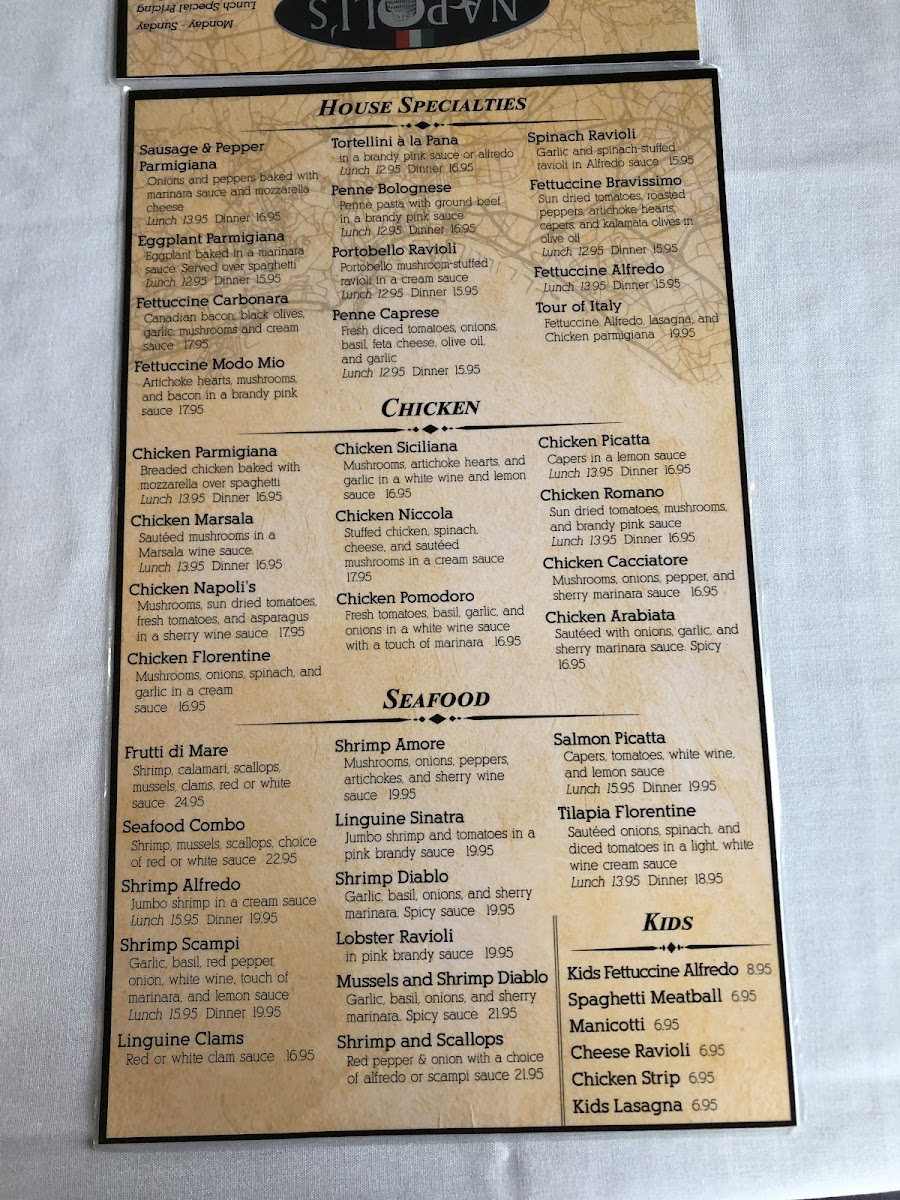 Lunch Special Pricing
Monday - Sunday
NAPOLI'S
HOUSE SPECIALTIES
Sausage & Pepper
Parmigiana
Onions and peppers baked with
marinara sauce and mozzarella
cheese
Lunch 13.95 Dinner 16.95
Eggplant Parmigiana
Eggplant baked in a marinara
sauce. Served over spaghetti
Lunch 12.95 Dinner 15.95
Fettuccine Carbonara
Canadian bacon, black olives,
garlic, mushrooms and cream
sauce 17.95
Fettuccine Modo Mio
Artichoke hearts, mushrooms,
and bacon in a brandy pink
sauce 17.95
Tortellini à la Pana
in a brandy pink sauce or alfredo
Lunch 12.95 Dinner 16.95
Penne Bolognese
Penne pasta with ground beef
in a brandy pink sauce
Lunch 12.95 Dinner 16.95
Portobello Ravioli
Portobello mushroom-stuffed
ravioli in a cream sauce
Lunch 12.95 Dinner 15.95
Penne Caprese
Fresh diced tomatoes, onions,
basil, feta cheese, olive oil,
and garlic
Lunch 12.95 Dinner 15.95
Spinach Ravioli
Garlic and spinach-stuffed
ravioli in Alfredo sauce 15.95
Fettuccine Bravissimo
Sun dried tomatoes, roasted
peppers, artichoke hearts,
capers, and kalamata olives in
olive oil
Lunch 12.95 Dinner 15.95
Fettuccine Alfredo
Lunch 13.95 Dinner 15.95
Tour of Italy
Fettuccine Alfredo, lasagna, and
Chicken parmigiana 19.95
CHICKEN
Chicken Parmigiana
Breaded chicken baked with
mozzarella over spaghetti
Lunch 13.95 Dinner 16.95
Chicken Marsala
Sautéed mushrooms in a
Marsala wine sauce.
Lunch 13.95 Dinner 16.95
Chicken Napoli's
Mushrooms, sun dried tomatoes,
fresh tomatoes, and asparagus
in a sherry wine sauce 17.95
Chicken Florentine
Mushrooms, onions, spinach, and
garlic in a cream
sauce 16.95
Chicken Siciliana
Mushrooms, artichoke hearts, and
garlic in a white wine and lemon
sauce 16.95
Chicken Niccola
Stuffed chicken, spinach,
cheese, and sautéed
mushrooms in a cream sauce
17.95
Chicken Pomodoro
Fresh tomatoes, basil, garlic, and
onions in a white wine sauce
with a touch of marinara 16.95
Chicken Picatta
Capers in a lemon sauce
Lunch 13.95 Dinner 16.95
Chicken Romano
Sun dried tomatoes, mushrooms,
and brandy pink sauce
Lunch 13.95 Dinner 16.95
Chicken Cacciatore
Mushrooms, onions, pepper, and
sherry marinara sauce 16.95
Chicken Arabiata
Sautéed with onions, garlic, and
sherry marinara sauce. Spicy
16.95
SEAFOOD
Frutti di Mare
Shrimp, calamari, scallops,
mussels, clams, red or white
sauce 24.95
Seafood Combo
Shrimp, mussels, scallops, choice
of red or white sauce 22.95
Shrimp Alfredo
Jumbo shrimp in a cream sauce
Lunch 15.95 Dinner 19.95
Shrimp Scampi
Garlic, basil, red pepper,
onion, white wine, touch of
marinara, and lemon sauce
Lunch 15.95 Dinner 19.95
Linguine Clams
Red or white clam sauce 16.95
Shrimp Amore
Mushrooms, onions, peppers,
artichokes, and sherry wine
sauce 19.95
Linguine Sinatra
Jumbo shrimp and tomatoes in a
pink brandy sauce 19.95
Shrimp Diablo
Garlic, basil, onions, and sherry
marinara. Spicy sauce 19.95
Lobster Ravioli
in pink brandy sauce 19.95
Mussels and Shrimp Diablo
Garlic, basil, onions, and sherry
marinara. Spicy sauce 21.95
Shrimp and Scallops
Red pepper & onion with a choice
of alfredo or scampi sauce 21.95
Salmon Picatta
Capers, tomatoes, white wine,
and lemon sauce
Lunch 15.95 Dinner 19.95
Tilapia Florentine
Sautéed onions, spinach, and
diced tomatoes in a light, white
wine cream sauce
Lunch 13.95 Dinner 18.95
KIDS
Kids Fettuccine Alfredo 8.95
Spaghetti Meatball 6.95
Manicotti 6.95
Cheese Ravioli 6.95
Chicken Strip 6.95
Kids Lasagna 6.95